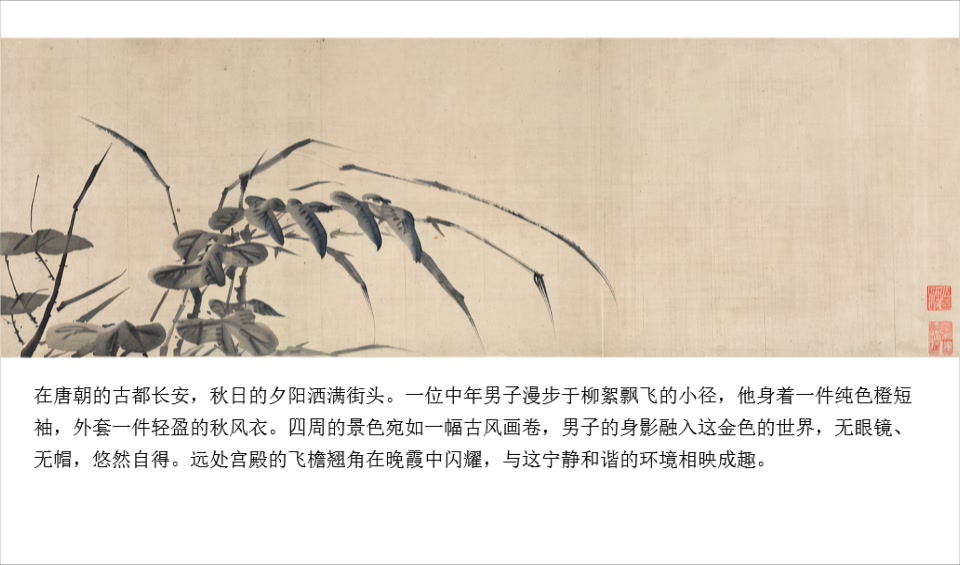 在唐朝的古都长安，秋日的夕阳洒满街头。一位中年男子漫步于柳絮飘飞的小径，他身着一件纯色橙短
袖，外套一件轻盈的秋风衣。四周的景色宛如一幅古风画卷，男子的身影融入这金色的世界，无眼镜、
无帽，悠然自得。远处宫殿的飞檐翘角在晚霞中闪耀，与这宁静和谐的环境相映成趣。